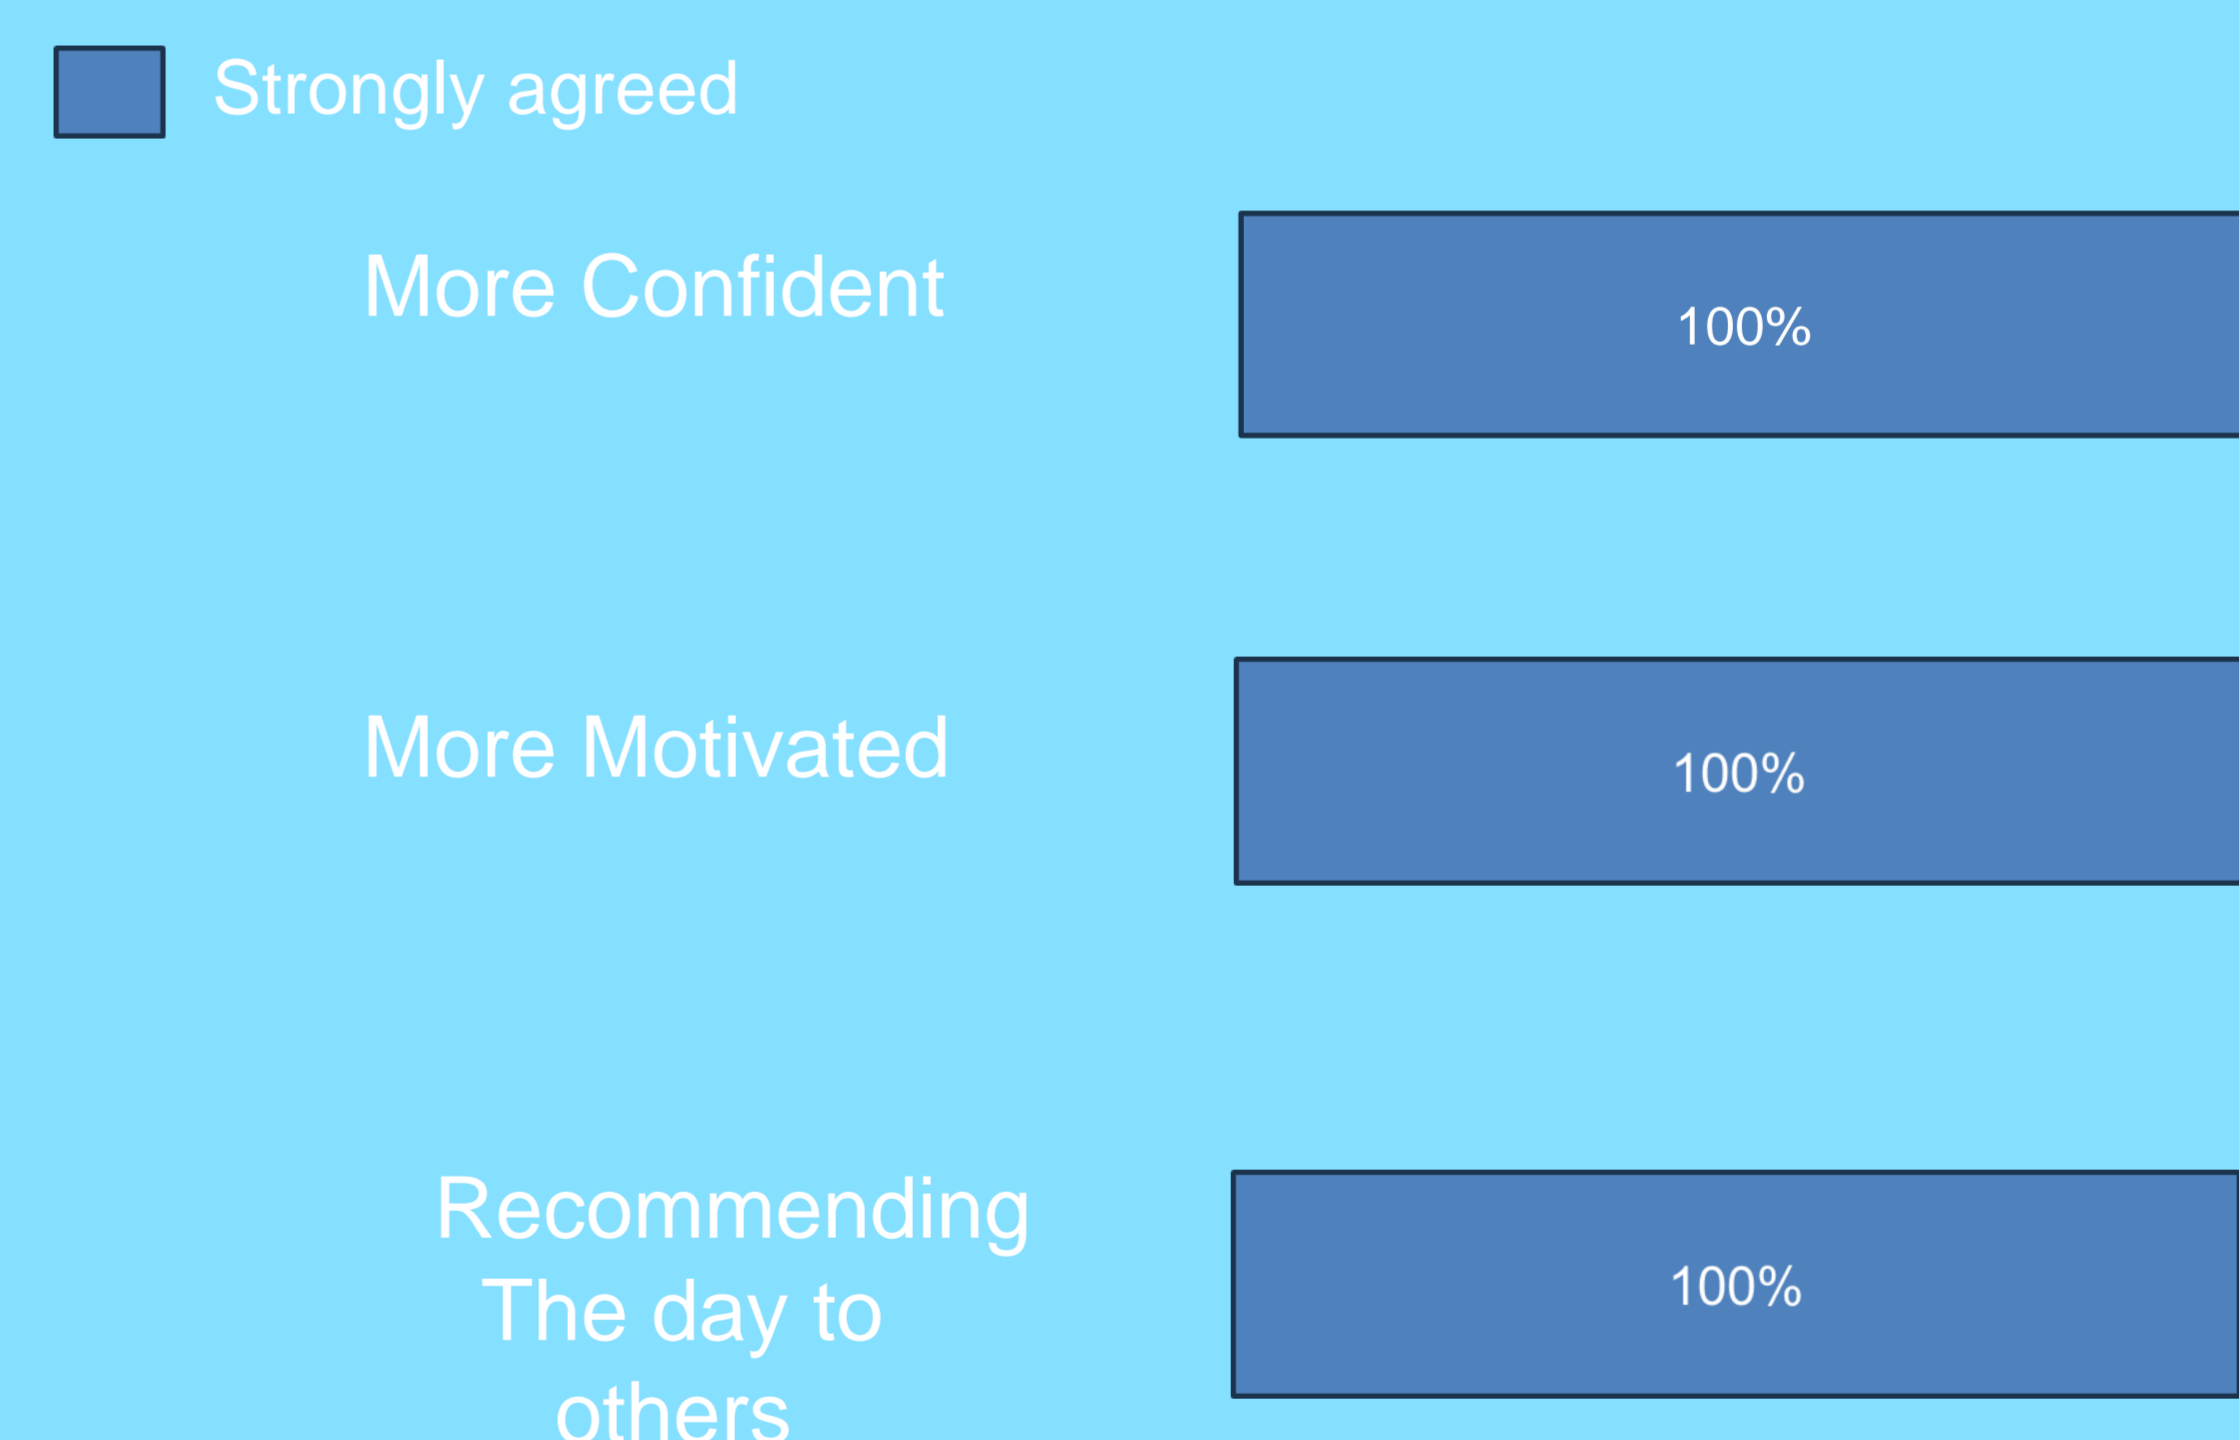 Strongly agreed
More Confident
100%
More Motivated
100%
Recommending
The day to
100%
others